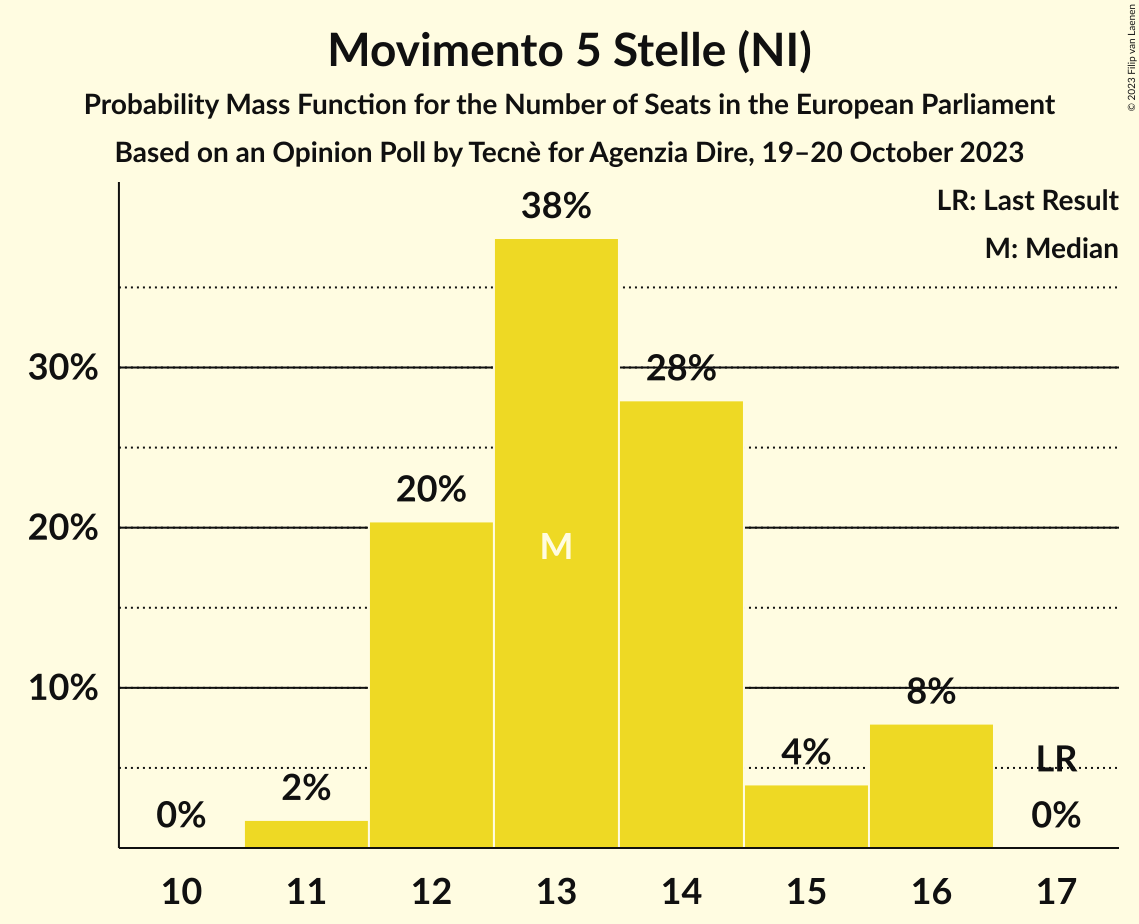 Movimento 5 Stelle (NI)
Probability Mass Function for the Number of Seats in the European Parliament
Based on an Opinion Poll by Tecnè for Agenzia Dire, 19–20 October 2023
© 2023 Filip van Laenen
LR: Last Result
M: Median
38%
30%
28%
20%
20%
M
10%
8%
4%
LR
2%
0%
0%
10 11 12 13 14 15 16 17